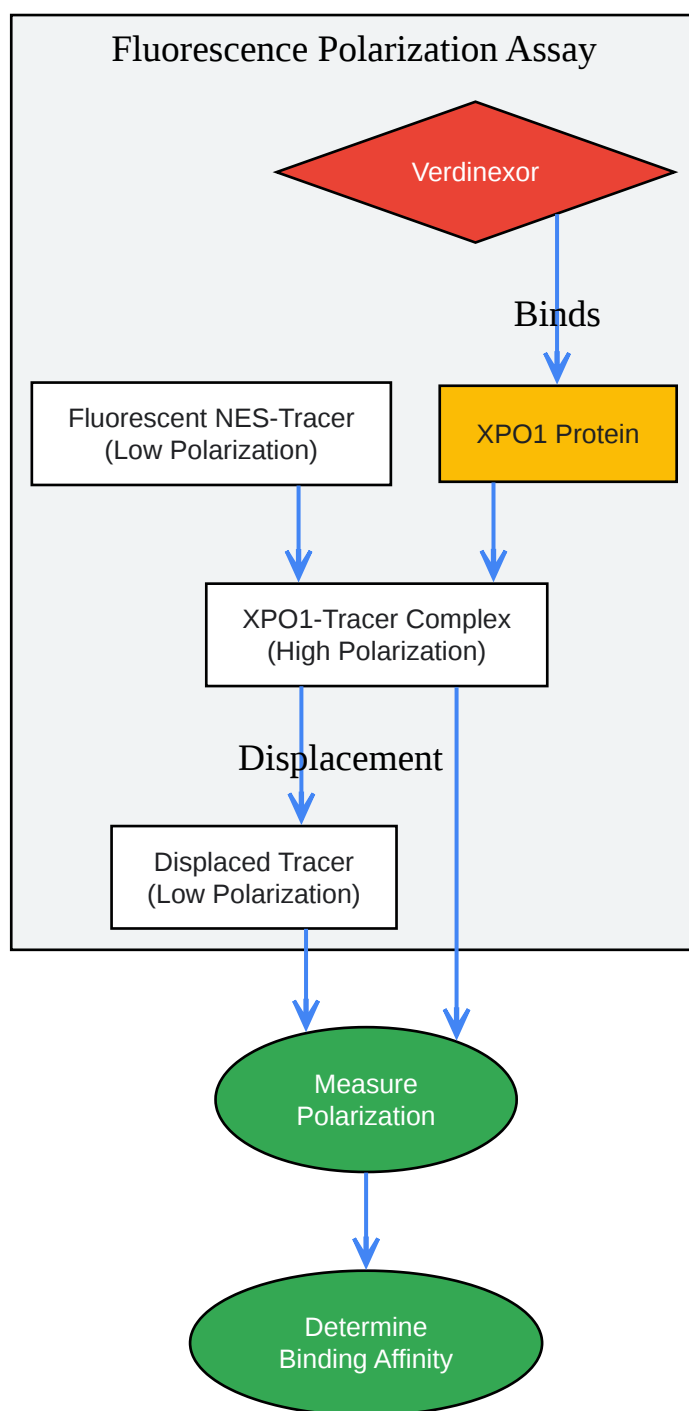 Fluorescence Polarization Assay
Verdinexor
Binds
Fluorescent NES-Tracer
(Low Polarization)
XPO1 Protein
XPO1-Tracer Complex
(High Polarization)
Displacement
Displaced Tracer
(Low Polarization)
Measure
Polarization
Determine
Binding Affinity